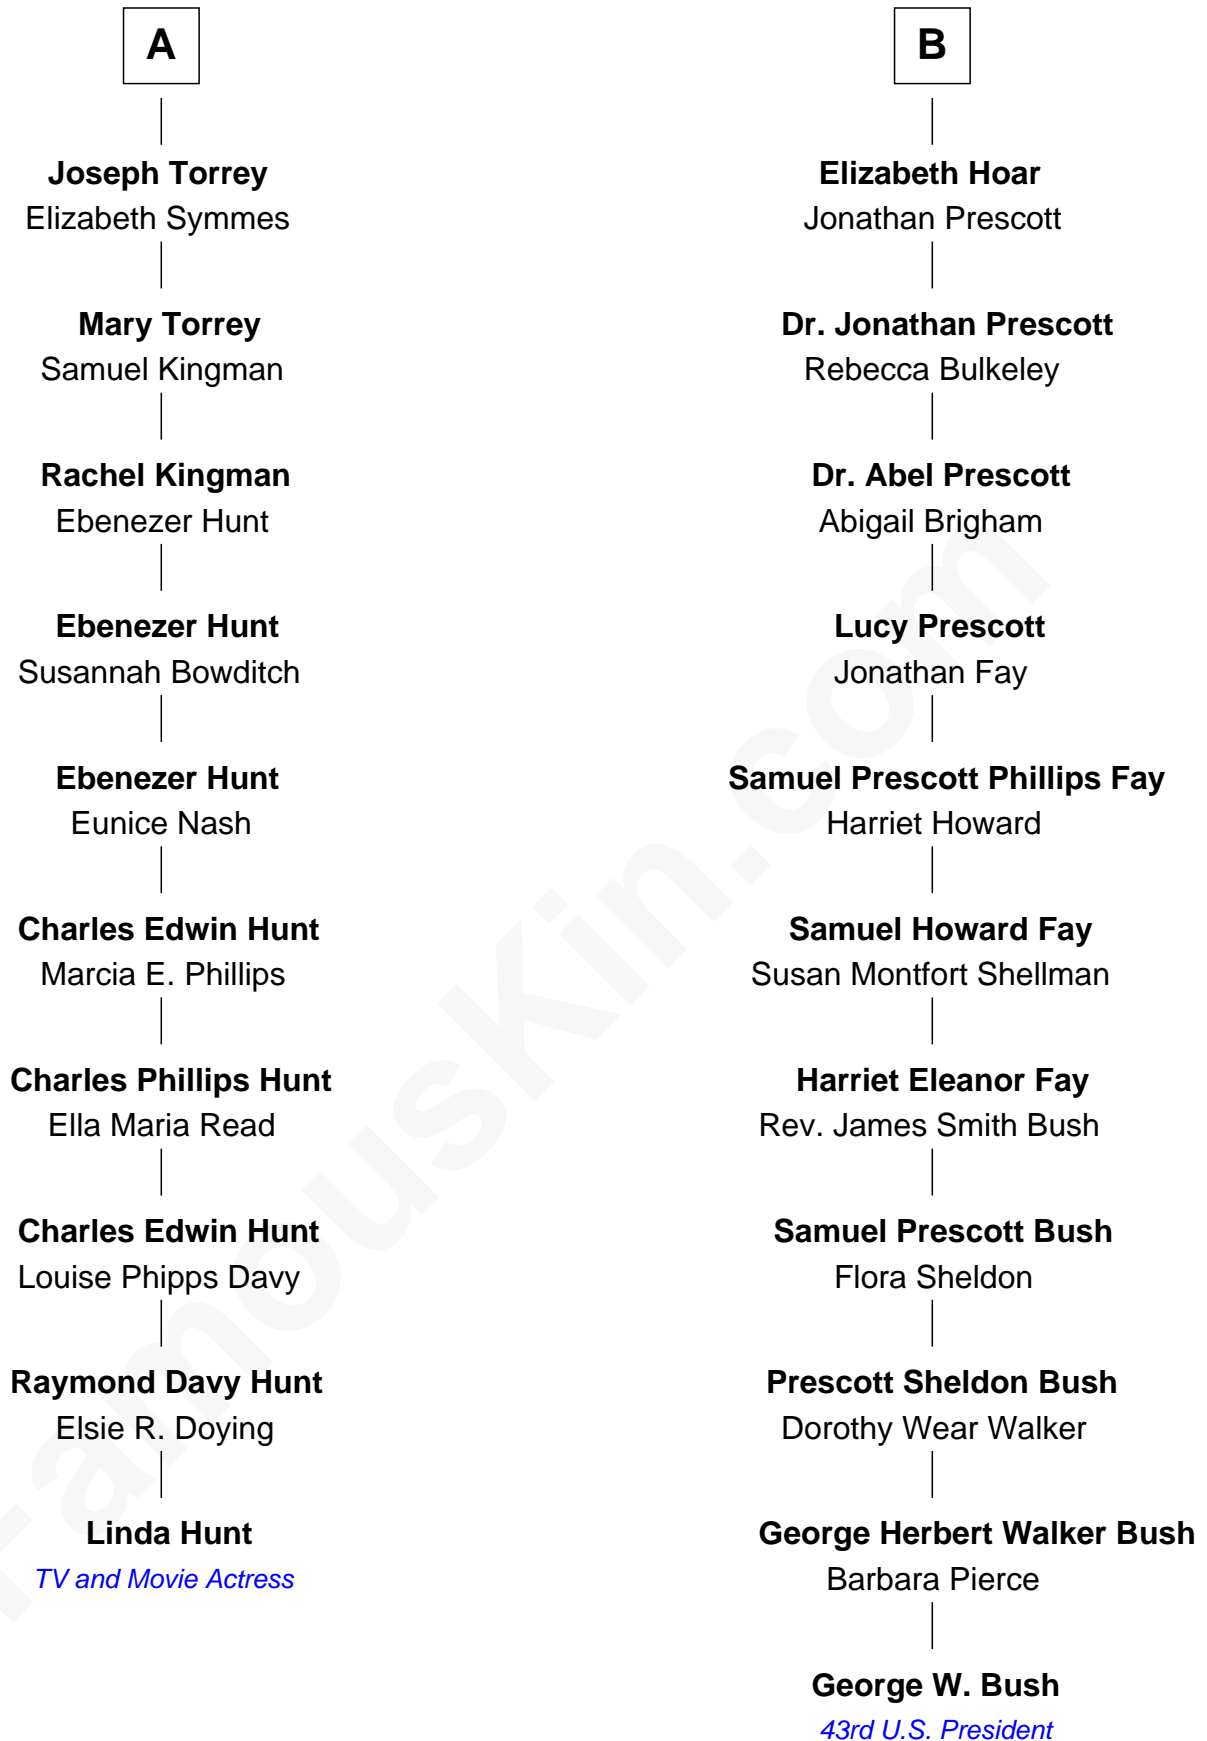 A
Joseph Torrey
Elizabeth Symmes
Mary Torrey
Samuel Kingman
Rachel Kingman
Ebenezer Hunt
Ebenezer Hunt
Susannah Bowditch
Ebenezer Hunt
Eunice Nash
Charles Edwin Hunt
Marcia E. Phillips
Charles Phillips Hunt
Ella Maria Read
Charles Edwin Hunt
Louise Phipps Davy
Raymond Davy Hunt
Elsie R. Doying
Linda Hunt
TV and Movie Actress
B
Elizabeth Hoar
Jonathan Prescott
Dr. Jonathan Prescott
Rebecca Bulkeley
Dr. Abel Prescott
Abigail Brigham
Lucy Prescott
Jonathan Fay
Samuel Prescott Phillips Fay
Harriet Howard
Samuel Howard Fay
Susan Montfort Shellman
Harriet Eleanor Fay
Rev. James Smith Bush
Samuel Prescott Bush
Flora Sheldon
Prescott Sheldon Bush
Dorothy Wear Walker
George Herbert Walker Bush
Barbara Pierce
George W. Bush
43rd U.S. President
FamousKin.com